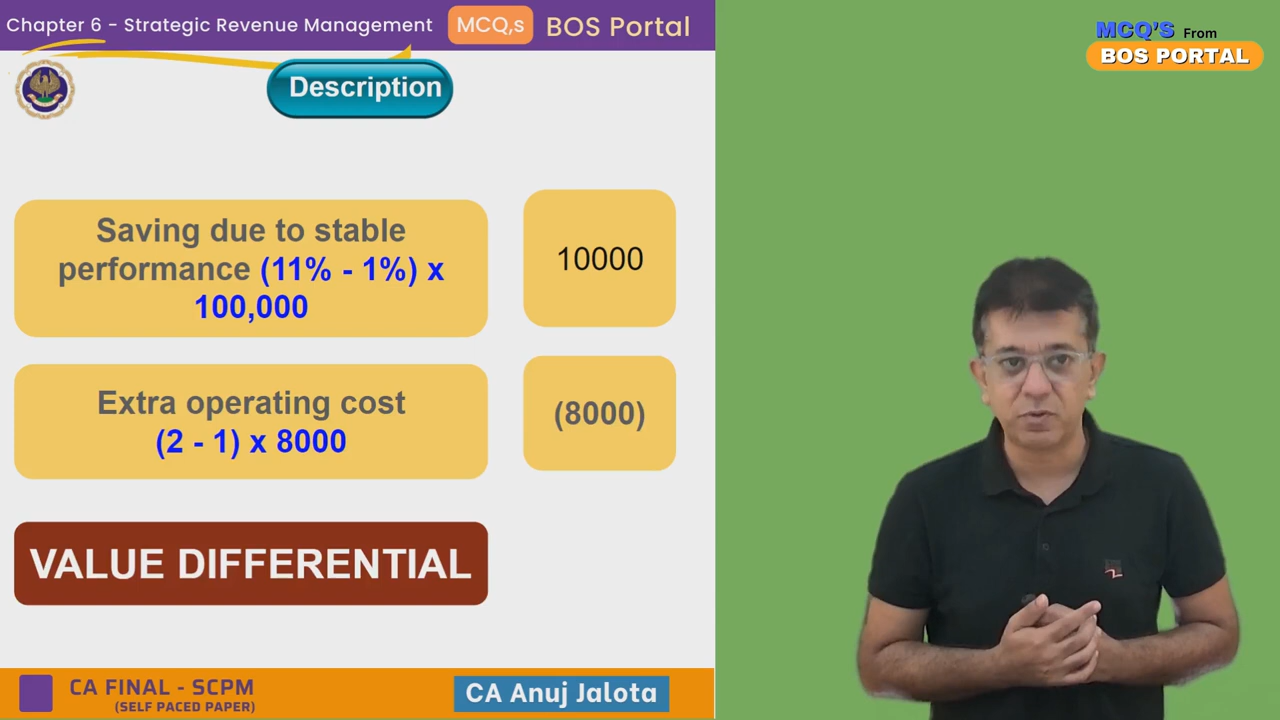 Chapter 6 - Strategic Revenue Management MCQ,s BOS Portal
MCQ'S From
BOS PORTAL
Description
Saving due to stable
performance (11% - 1%) x
100,000
10000
Extra operating cost
(2 - 1) x 8000
(8000)
VALUE DIFFERENTIAL
CA FINAL - SCPM
(SELF PACED PAPER)
CA Anuj Jalota